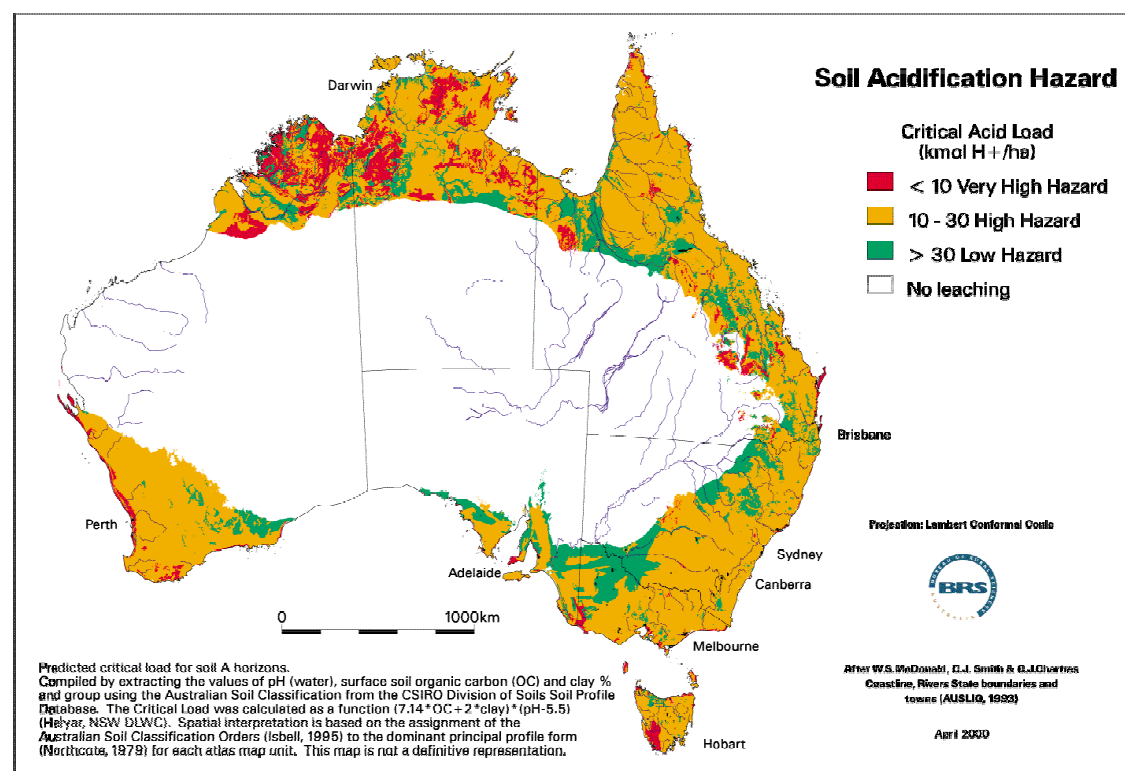 Soil Acidification Hazard
Critical Acid Load
(kmol H+/ha)
< 10 Very High Hazard
10 - 30 High Hazard
> 30 Low Hazard
No leaching
Darwin
Brisbane
Perth
Adelaide
Sydney
Canberra
Melbourne
Hobart
0 1000km
Projection: Lambert Conformal Conic
BUREAU OF RURAL SCIENCES
BRS
AUSTRALIA
After W.S.McDonald, C.J. Smith & C.J.Chartres
Coastline, Rivers State boundaries and
towns (AUSLIG, 1993)
April 2000
Predicted critical load for soil A horizons.
Compiled by extracting the values of pH (water), surface soil organic carbon (OC) and clay %
and group using the Australian Soil Classification from the CSIRO Division of Soils Soil Profile
Database. The Critical Load was calculated as a function (7.14*OC+2*clay)*(pH-5.5)
(Helyar, NSW DLWC). Spatial interpretation is based on the assignment of the
Australian Soil Classification Orders (Isbell, 1995) to the dominant principal profile form
(Northcote, 1979) for each atlas map unit. This map is not a definitive representation.